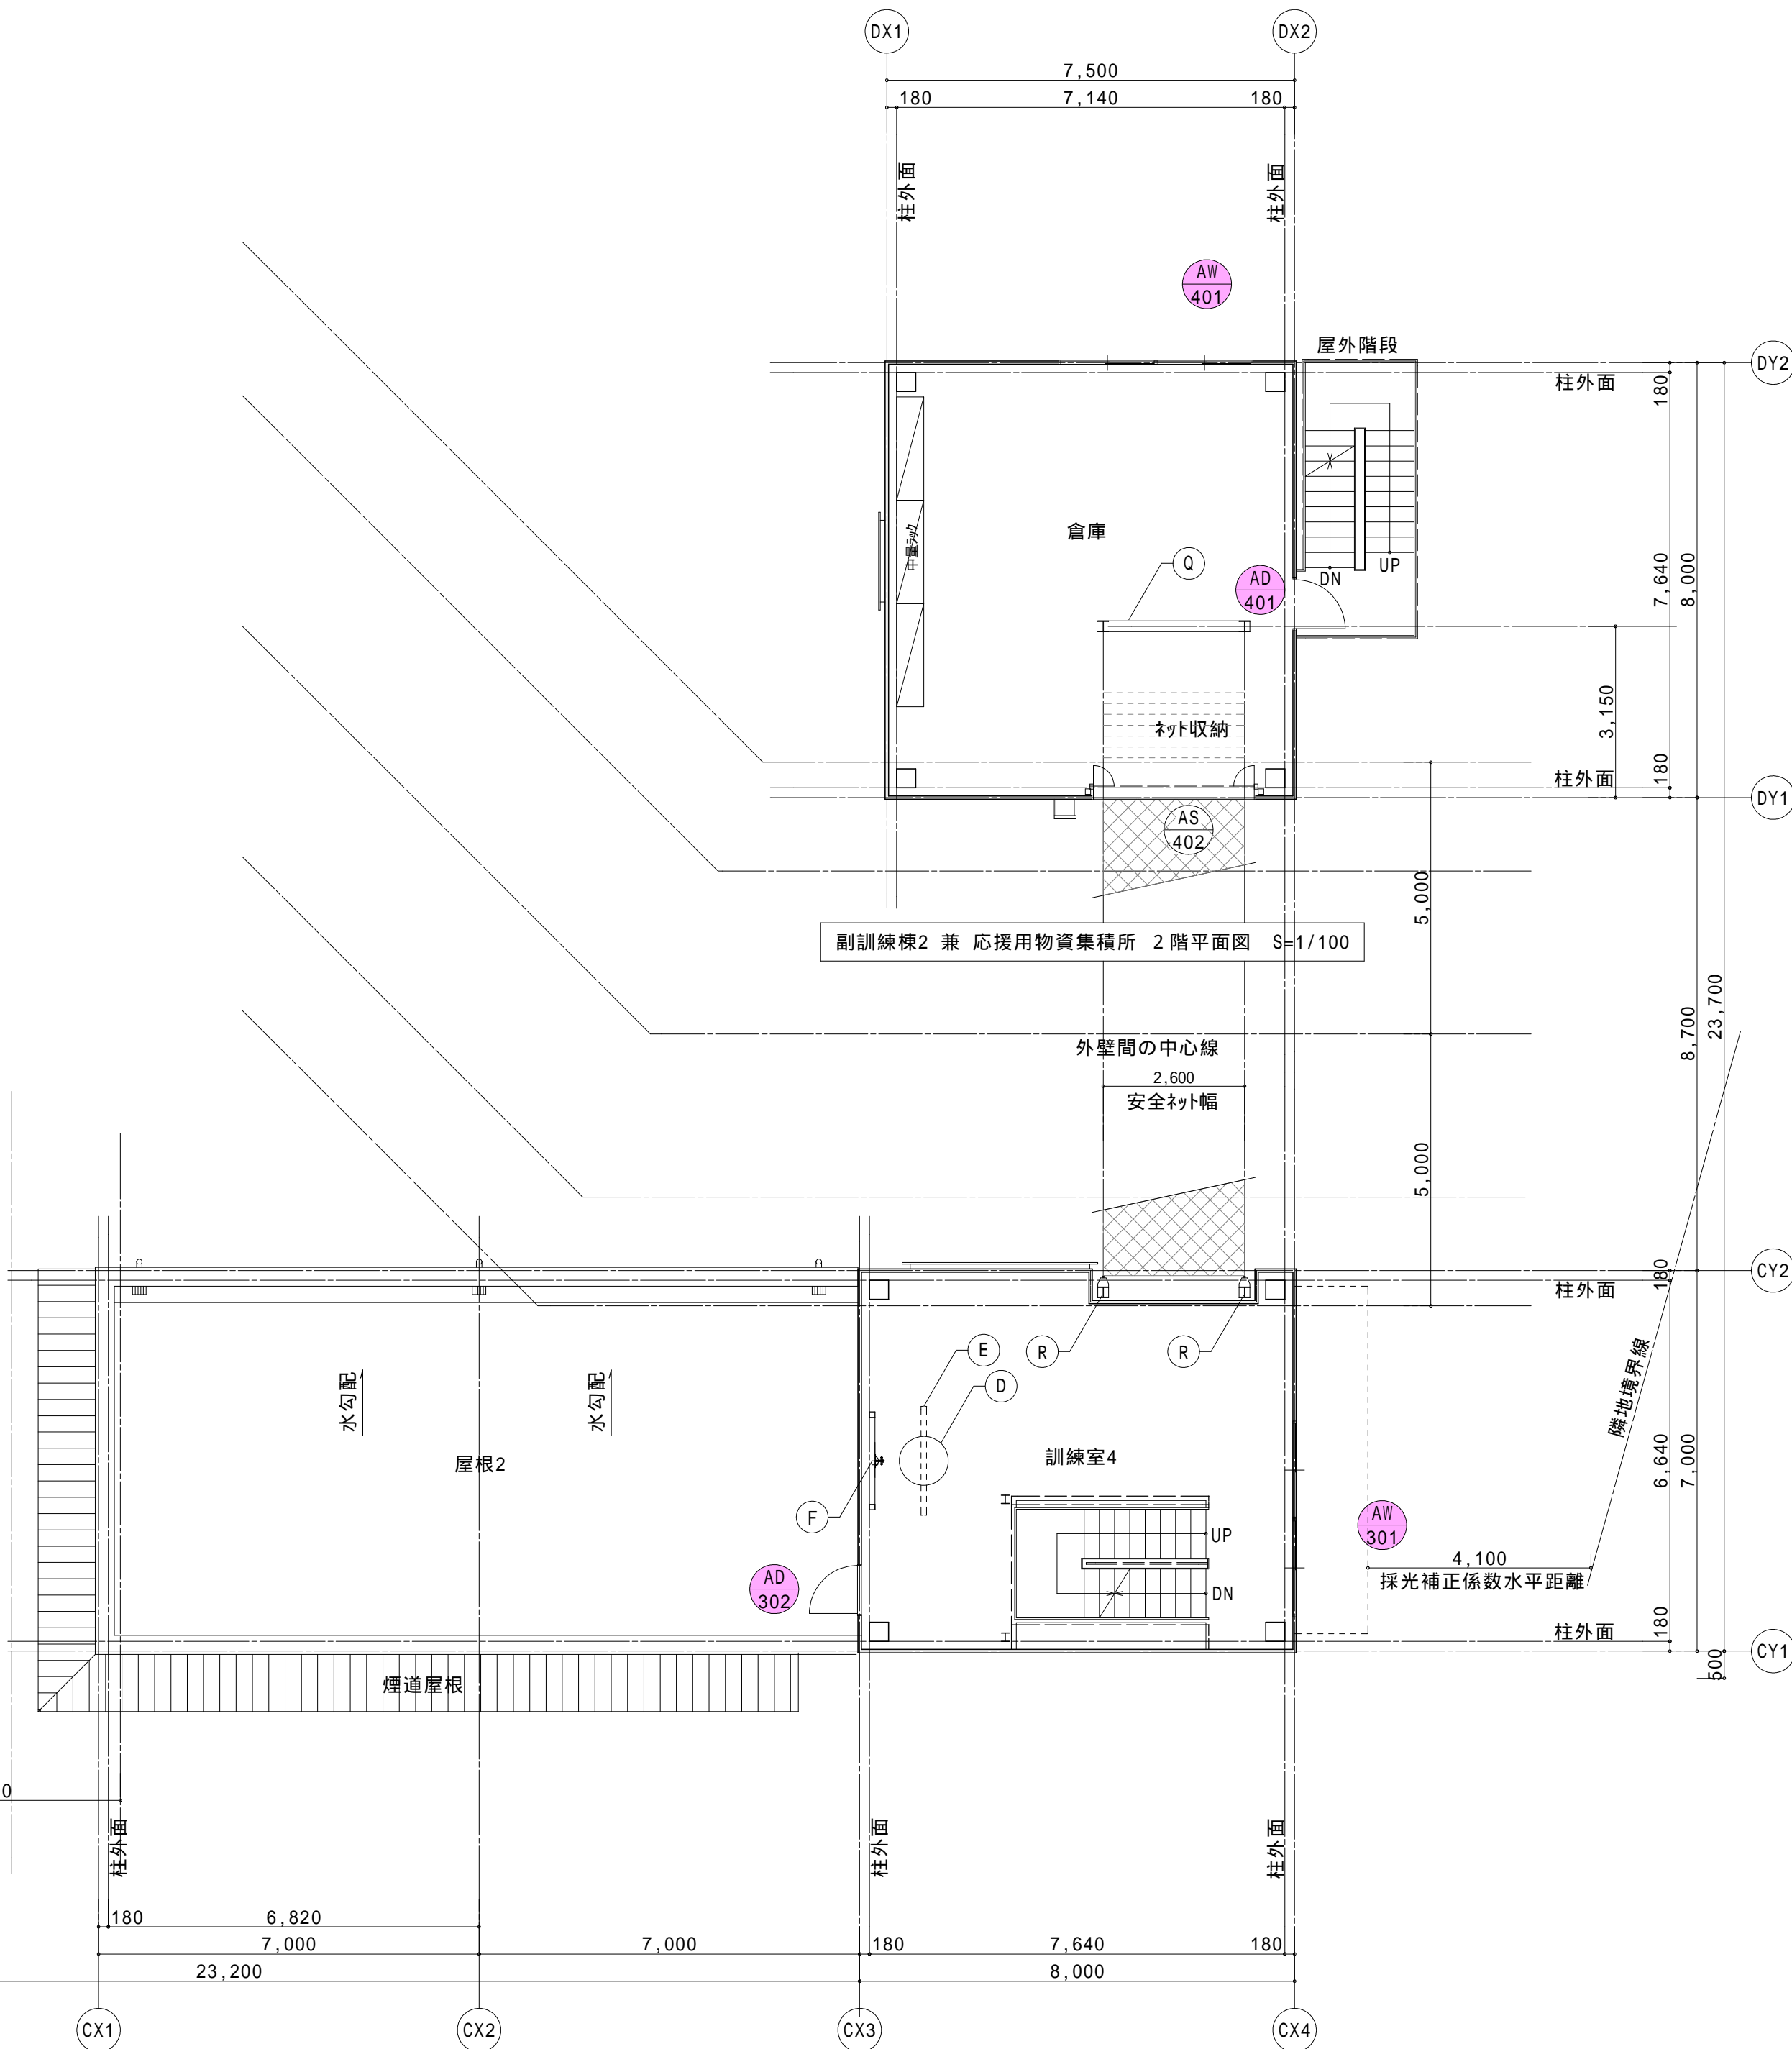 DX1
DX2
7,500
180
7,140
180
柱外面
柱外面
AW
401
屋外階段
DY2
柱外面
180
中量ラック
倉庫
Q
AD
401
DN
UP
7,640
8,000
3,150
ネット収納
180
柱外面
DY1
AS
402
5,000
副訓練棟2 兼 応援用物資集積所 2階平面図 S=1/100
8,700
23,700
外壁間の中心線
2,600
安全ネット幅
5,000
CY2
180
柱外面
R
R
E
D
隣地境界線
水勾配
水勾配
屋根2
訓練室4
6,640
7,000
F
UP
AW
301
4,100
採光補正係数水平距離
AD
302
DN
180
柱外面
CY1
500
煙道屋根
0
柱外面
柱外面
柱外面
180
6,820
7,000
7,000
180
7,640
180
23,200
8,000
CX1
CX2
CX3
CX4